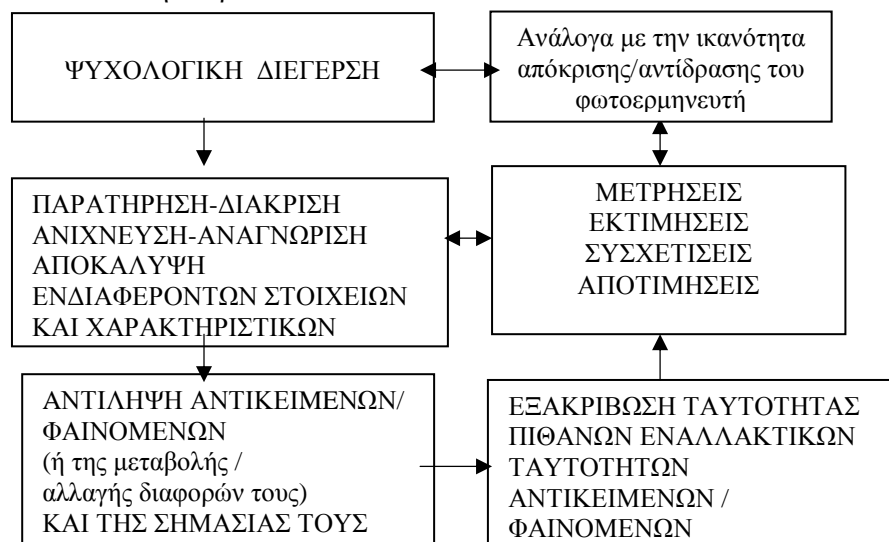 ΨΥΧΟΛΟΓΙΚΗ ΔΙΕΓΕΡΣΗ
Ανάλογα με την ικανότητα
απόκρισης/αντίδρασης του
φωτοερμηνευτή
ΠΑΡΑΤΗΡΗΣΗ-ΔΙΑΚΡΙΣΗ
ΑΝΙΧΝΕΥΣΗ-ΑΝΑΓΝΩΡΙΣΗ
ΑΠΟΚΑΛΥΨΗ
ΕΝΔΙΑΦΕΡΟΝΤΩΝ ΣΤΟΙΧΕΙΩΝ
ΚΑΙ ΧΑΡΑΚΤΗΡΙΣΤΙΚΩΝ
ΜΕΤΡΗΣΕΙΣ
ΕΚΤΙΜΗΣΕΙΣ
ΣΥΣΧΕΤΙΣΕΙΣ
ΑΠΟΤΙΜΗΣΕΙΣ
ΑΝΤΙΛΗΨΗ ΑΝΤΙΚΕΙΜΕΝΩΝ/
ΦΑΙΝΟΜΕΝΩΝ
(ή της μεταβολής /
αλλαγής διαφορών τους)
ΚΑΙ ΤΗΣ ΣΗΜΑΣΙΑΣ ΤΟΥΣ
ΕΞΑΚΡΙΒΩΣΗ ΤΑΥΤΟΤΗΤΑΣ
ΠΙΘΑΝΩΝ ΕΝΑΛΛΑΚΤΙΚΩΝ
ΤΑΥΤΟΤΗΤΩΝ
ΑΝΤΙΚΕΙΜΕΝΩΝ /
ΦΑΙΝΟΜΕΝΩΝ